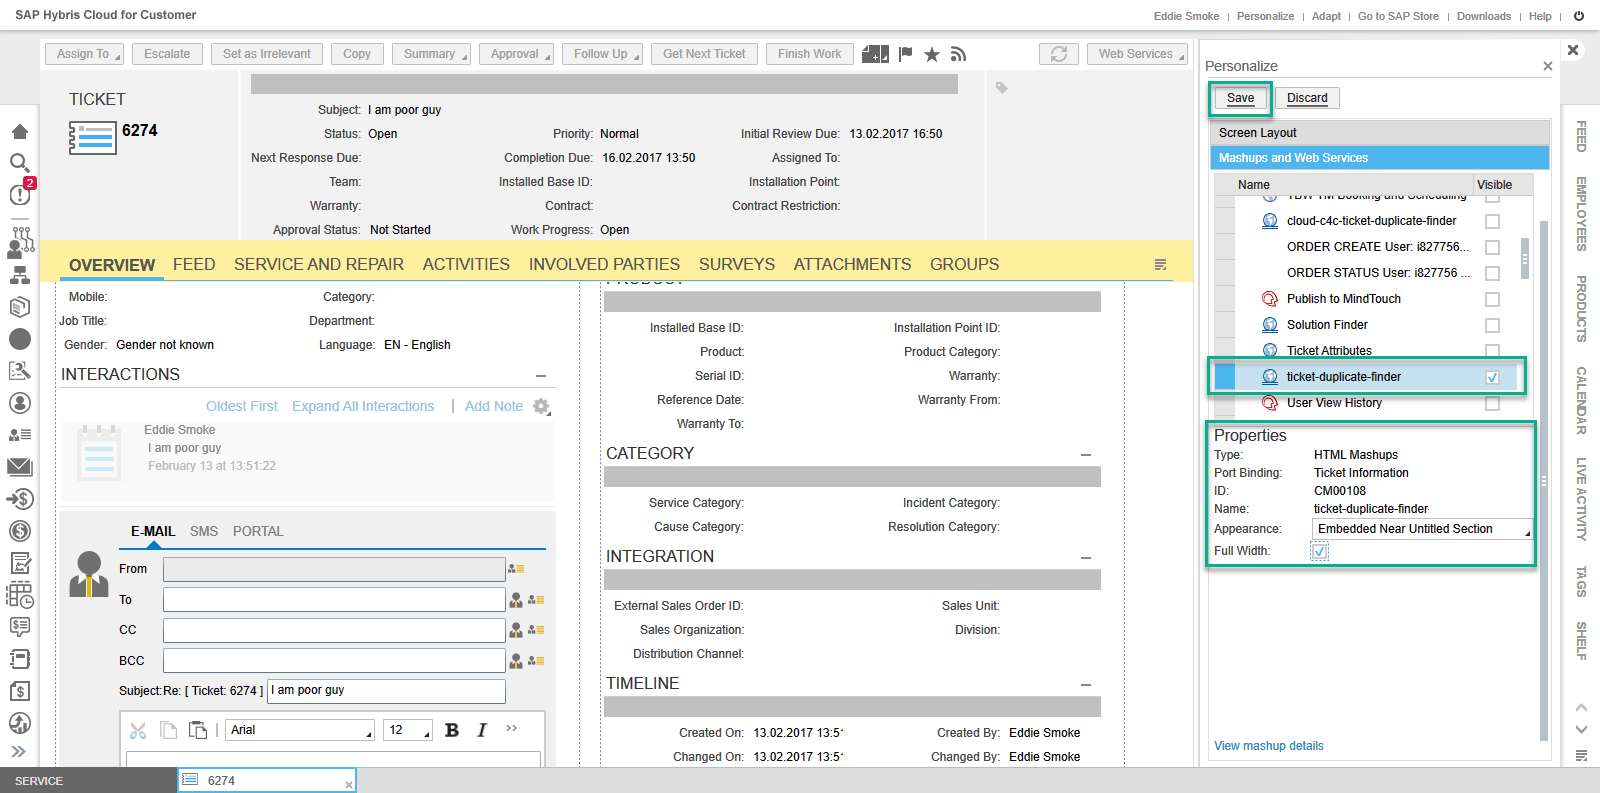 SAP Hybris Cloud for Customer
Eddie Smoke | Personalize | Adapt | Go to SAP Store | Downloads | Help |
Assign To Escalate Set as Irrelevant Copy Summary Approval Follow Up Get Next Ticket Finish Work Web Services
TICKET
6274
Subject: I am poor guy
Status: Open Priority: Normal Initial Review Due: 13.02.2017 16:50
Next Response Due: Completion Due: 16.02.2017 13:50 Assigned To:
Team: Installed Base ID: Installation Point:
Warranty: Contract: Contract Restriction:
Approval Status: Not Started Work Progress: Open
OVERVIEW FEED SERVICE AND REPAIR ACTIVITIES INVOLVED PARTIES SURVEYS ATTACHMENTS GROUPS
2
Mobile: Category:
Job Title: Department:
Gender: Gender not known Language: EN - English
INTERACTIONS
Oldest First Expand All Interactions | Add Note
Eddie Smoke
I am poor guy
February 13 at 13:51:22
E-MAIL SMS PORTAL
From
To
CC
BCC
Subject:Re: [ Ticket: 6274 ] I am poor guy
Arial 12 B I
PRODUCT
Installed Base ID: Installation Point ID:
Product: Product Category:
Serial ID: Warranty:
Reference Date: Warranty From:
Warranty To:
CATEGORY
Service Category: Incident Category:
Cause Category: Resolution Category:
INTEGRATION
External Sales Order ID: Sales Unit:
Sales Organization: Division:
Distribution Channel:
TIMELINE
Created On: 13.02.2017 13:51 Created By: Eddie Smoke
Changed On: 13.02.2017 13:51 Changed By: Eddie Smoke
Personalize
Save Discard
Screen Layout
Mashups and Web Services
Name Visible
YBW TM Booking and Scheduling
cloud-c4c-ticket-duplicate-finder
ORDER CREATE User: i827756...
ORDER STATUS User: i827756 ...
Publish to MindTouch
Solution Finder
Ticket Attributes
ticket-duplicate-finder
User View History
Properties
Type: HTML Mashups
Port Binding: Ticket Information
ID: CM00108
Name: ticket-duplicate-finder
Appearance: Embedded Near Untitled Section
Full Width:
View mashup details
FEED
EMPLOYEES
PRODUCTS
CALENDAR
LIVE ACTIVITY
TAGS
SHELF
SERVICE 6274